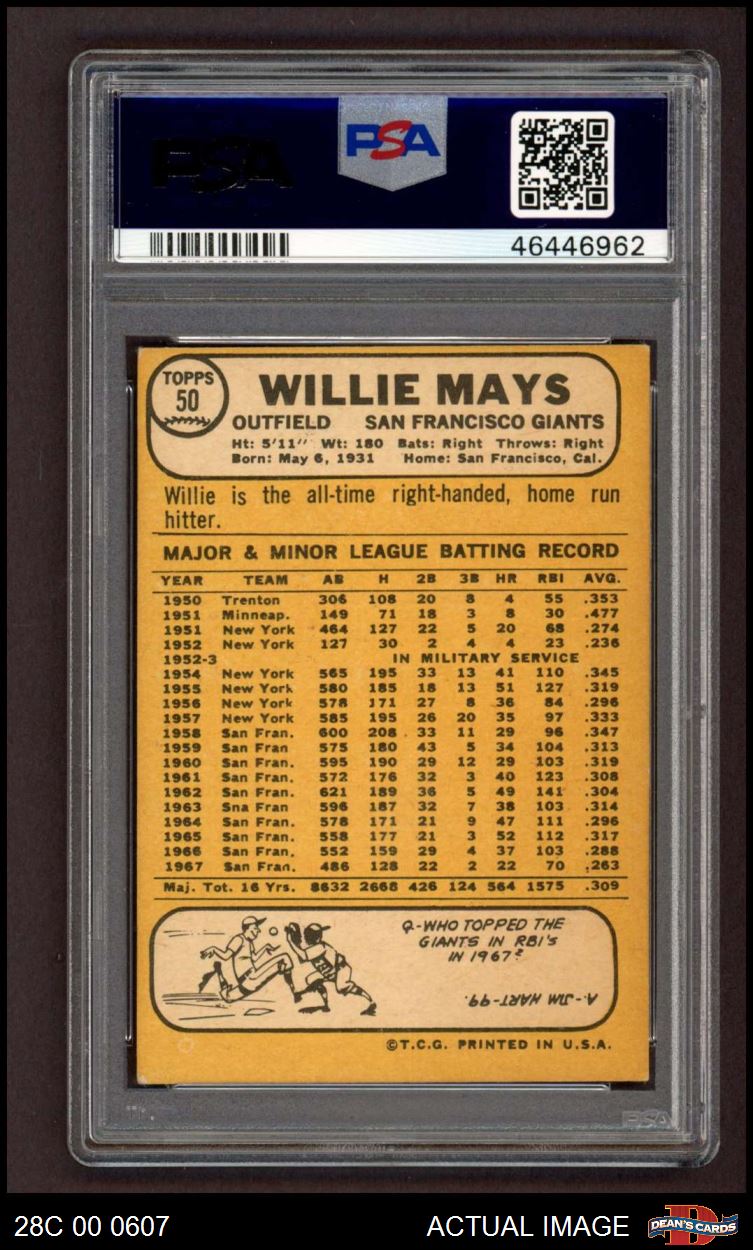 PSA
PSA
46446962
TOPPS
50
WILLIE MAYS
OUTFIELD SAN FRANCISCO GIANTS
Ht: 5'11" Wt: 180 Bats: Right Throws: Right
Born: May 6, 1931 Home: San Francisco, Cal.
Willie is the all-time right-handed, home run
hitter.
MAJOR & MINOR LEAGUE BATTING RECORD
YEAR TEAM AB H 2B 3B HR RBI AVG.
1950 Trenton 306 108 20 8 4 55 .353
1951 Minneap. 149 71 18 3 8 30 .477
1951 New York 464 127 22 5 20 68 .274
1952 New York 127 30 2 4 4 23 .236
1952-3 IN MILITARY SERVICE
1954 New York 565 195 33 13 41 110 .345
1955 New York 580 185 18 13 51 127 .319
1956 New York 578 171 27 8 36 84 .296
1957 New York 585 195 26 20 35 97 .333
1958 San Fran. 600 208 33 11 29 96 .347
1959 San Fran 575 180 43 5 34 104 .313
1960 San Fran. 595 190 29 12 29 103 .319
1961 San Fran. 572 176 32 3 40 123 .308
1962 San Fran. 621 189 36 5 49 141 .304
1963 Sna Fran 596 187 32 7 38 103 .314
1964 San Fran. 578 171 21 9 47 111 .296
1965 San Fran. 558 177 21 3 52 112 .317
1966 San Fran. 552 159 29 4 37 103 .288
1967 San Fran. 486 128 22 2 22 70 .263
Maj. Tot. 16 Yrs. 8632 2668 426 124 564 1575 .309
Q-WHO TOPPED THE
GIANTS IN RBI'S
IN 1967?
A-JIM HART-99.
©T.C.G. PRINTED IN U.S.A.
PSA
28C 00 0607 ACTUAL IMAGE DEAN'S CARDS